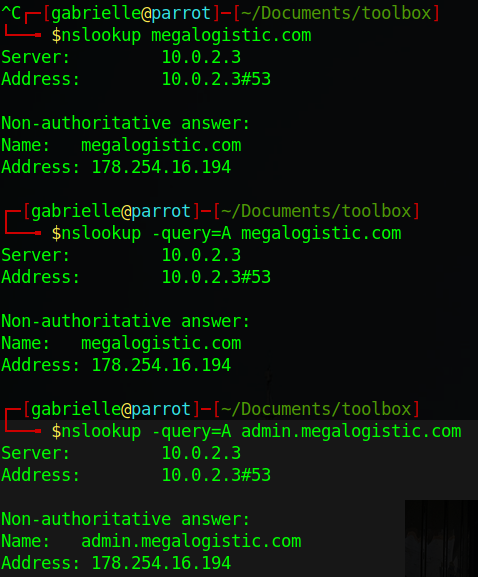 ^C┌─[gabrielle@parrot]─[~/Documents/toolbox]
└──╼ $nslookup megalogistic.com
Server:         10.0.2.3
Address:        10.0.2.3#53

Non-authoritative answer:
Name:   megalogistic.com
Address: 178.254.16.194

┌─[gabrielle@parrot]─[~/Documents/toolbox]
└──╼ $nslookup -query=A megalogistic.com
Server:         10.0.2.3
Address:        10.0.2.3#53

Non-authoritative answer:
Name:   megalogistic.com
Address: 178.254.16.194

┌─[gabrielle@parrot]─[~/Documents/toolbox]
└──╼ $nslookup -query=A admin.megalogistic.com
Server:         10.0.2.3
Address:        10.0.2.3#53

Non-authoritative answer:
Name:   admin.megalogistic.com
Address: 178.254.16.194